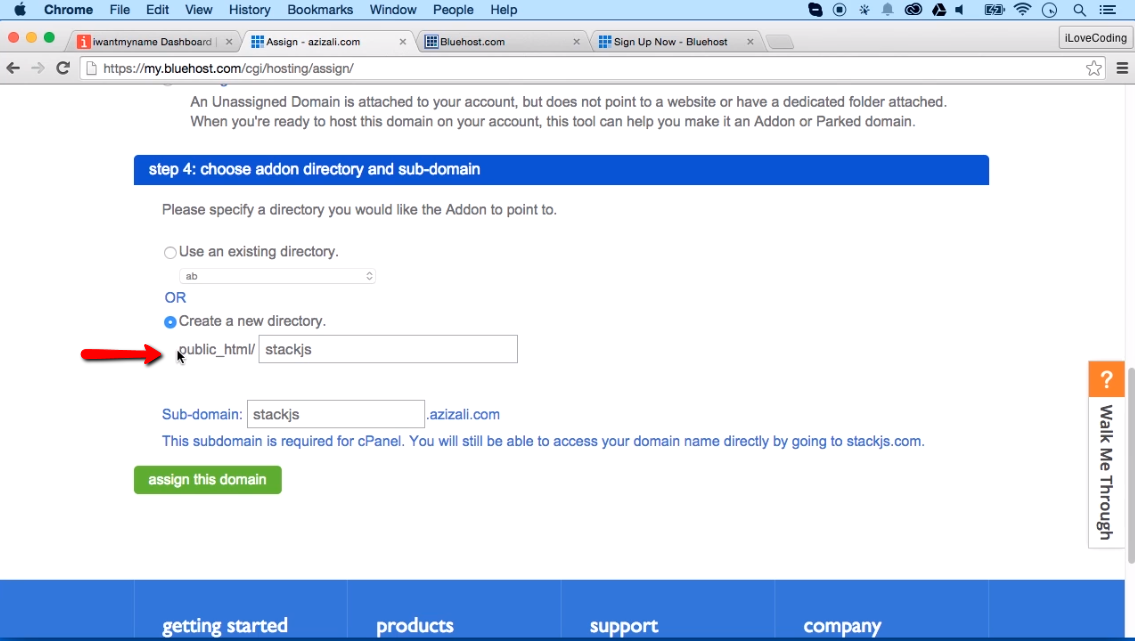 Chrome File Edit View History Bookmarks Window People Help
iwantmyname Dashboard
Assign - azizali.com
Bluehost.com
Sign Up Now - Bluehost
iLoveCoding
https://my.bluehost.com/cgi/hosting/assign/
An Unassigned Domain is attached to your account, but does not point to a website or have a dedicated folder attached.
When you're ready to host this domain on your account, this tool can help you make it an Addon or Parked domain.
step 4: choose addon directory and sub-domain
Please specify a directory you would like the Addon to point to.
Use an existing directory.
ab
OR
Create a new directory.
public_html/ stackjs
Sub-domain: stackjs .azizali.com
This subdomain is required for cPanel. You will still be able to access your domain name directly by going to stackjs.com.
assign this domain
?
Walk Me Through
getting started products support company